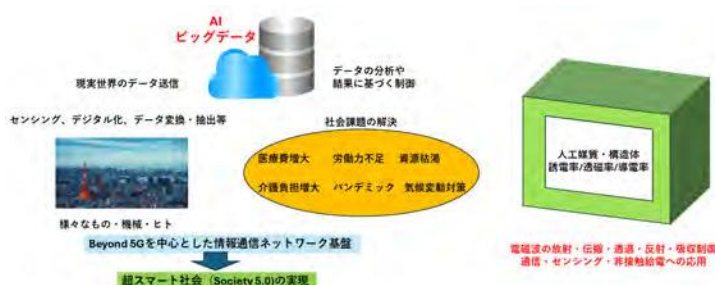 AI
ビッグデータ
現実世界のデータ送信
データの分析や
結果に基づく制御
センシング、デジタル化、データ変換・抽出等
社会課題の解決
医療費増大 労働力不足 資源枯渇
介護負担増大 パンデミック 気候変動対策
様々なもの・機械・ヒト
Beyond 5Gを中心とした情報通信ネットワーク基盤
超スマート社会（Society 5.0)の実現
人工媒質・構造体
誘電率/透磁率/導電率
電磁波の放射・伝搬・透過・反射・吸収制御
通信・センシング・非接触給電への応用